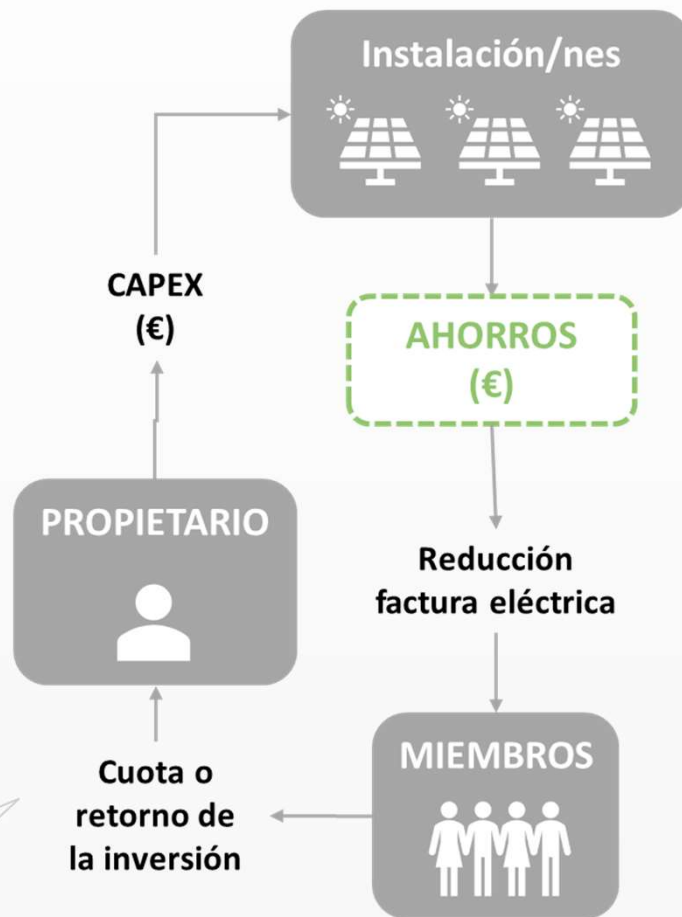 Instalación/nes
CAPEX
(€)
AHORROS
(€)
PROPIETARIO
Reducción
factura eléctrica
MIEMBROS
Cuota o
retorno de
la inversión